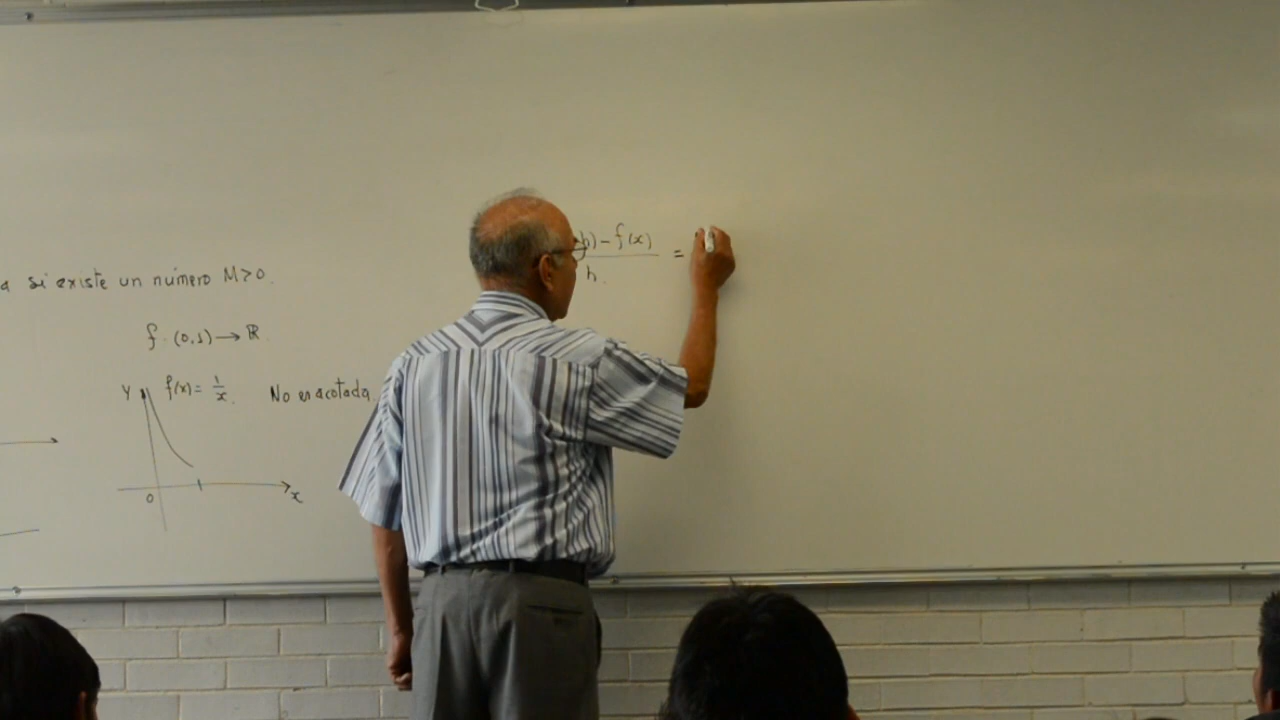 a si existe un número M>0.
f: (0,1)→ℝ
f(x)= 1/x. No es acotada.
y
0
x
h)-f(x)
h.
=